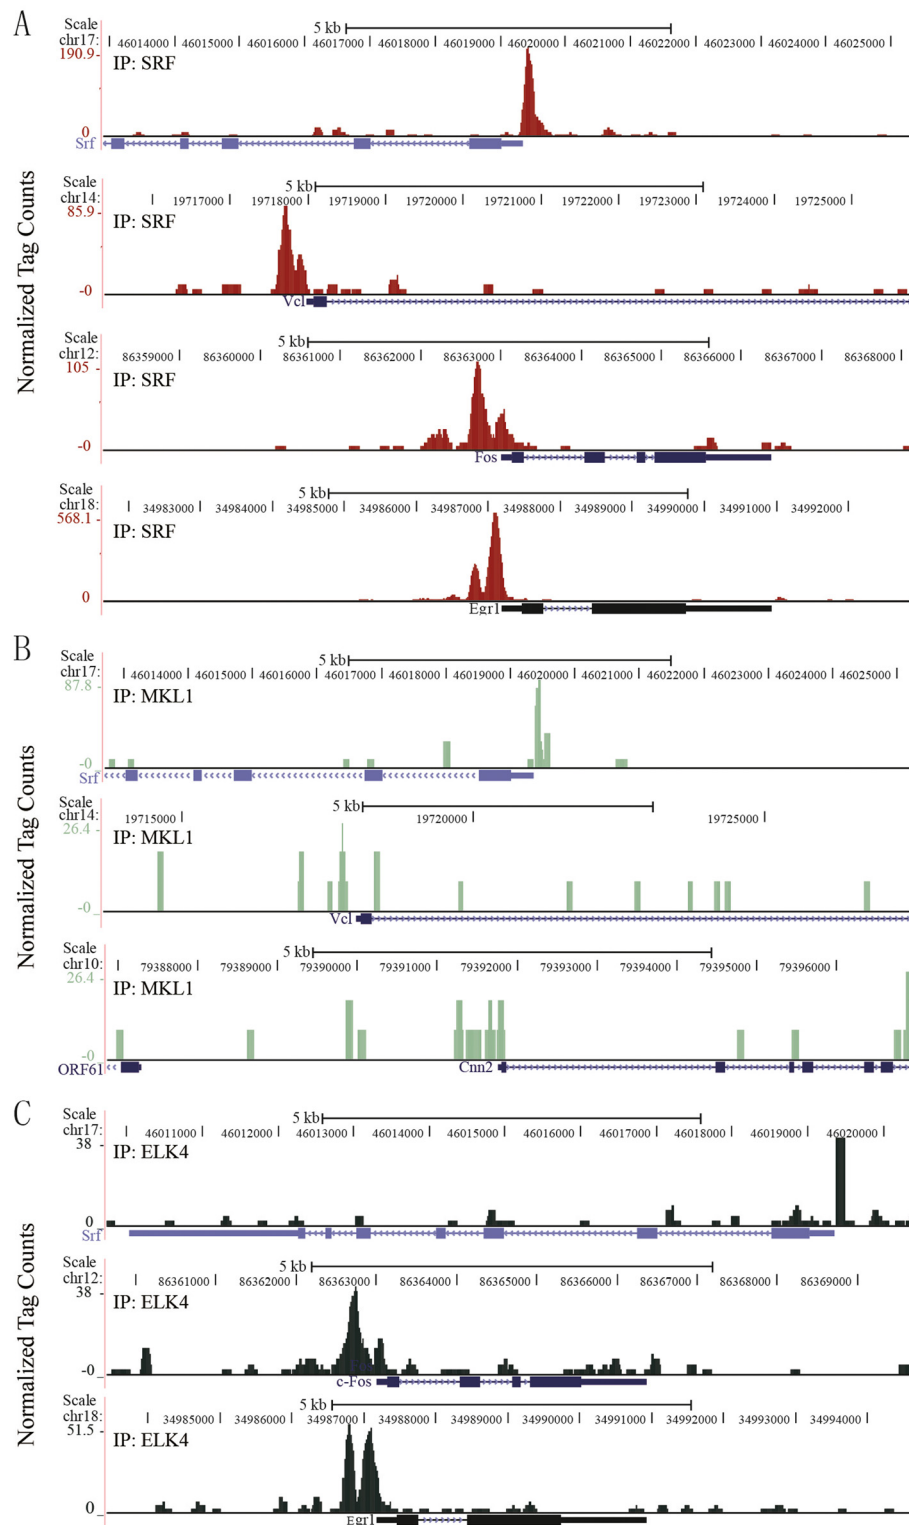 A
Scale 5 kb
chr17: 46014000 46015000 46016000 46017000 46018000 46019000 46020000 46021000 46022000 46023000 46024000 46025000
190.9
IP: SRF
0
Srf
Scale 5 kb
chr14: 19717000 19718000 19719000 19720000 19721000 19722000 19723000 19724000 19725000
85.9
IP: SRF
-0
Vcl
Normalized Tag Counts
Scale 5 kb
chr12: 86359000 86360000 86361000 86362000 86363000 86364000 86365000 86366000 86367000 86368000
105
IP: SRF
-0
Fos
Scale 5 kb
chr18: 34983000 34984000 34985000 34986000 34987000 34988000 34989000 34990000 34991000 34992000
568.1
IP: SRF
0
Egr1
B
Scale 5 kb
chr17: 46014000 46015000 46016000 46017000 46018000 46019000 46020000 46021000 46022000 46023000 46024000 46025000
87.8
IP: MKL1
-0
Srf
Scale 5 kb
chr14: 19715000 19720000 19725000
26.4
IP: MKL1
-0
Vcl
Normalized Tag Counts
Scale 5 kb
chr10: 79388000 79389000 79390000 79391000 79392000 79393000 79394000 79395000 79396000
26.4
IP: MKL1
-0
ORF61 Cnn2
C
Scale 5 kb
chr17: 46011000 46012000 46013000 46014000 46015000 46016000 46017000 46018000 46019000 46020000
38
IP: ELK4
0
Srf
Scale 5 kb
chr12: 86361000 86362000 86363000 86364000 86365000 86366000 86367000 86368000 86369000
38
IP: ELK4
-0
c-Fos
Normalized Tag Counts
Scale 5 kb
chr18: 34985000 34986000 34987000 34988000 34989000 34990000 34991000 34992000 34993000 34994000
51.5
IP: ELK4
0
Egr1